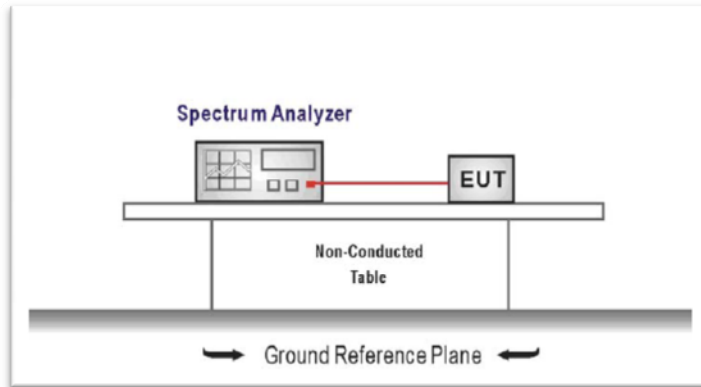 Spectrum Analyzer
EUT
Non-Conducted
Table
Ground Reference Plane